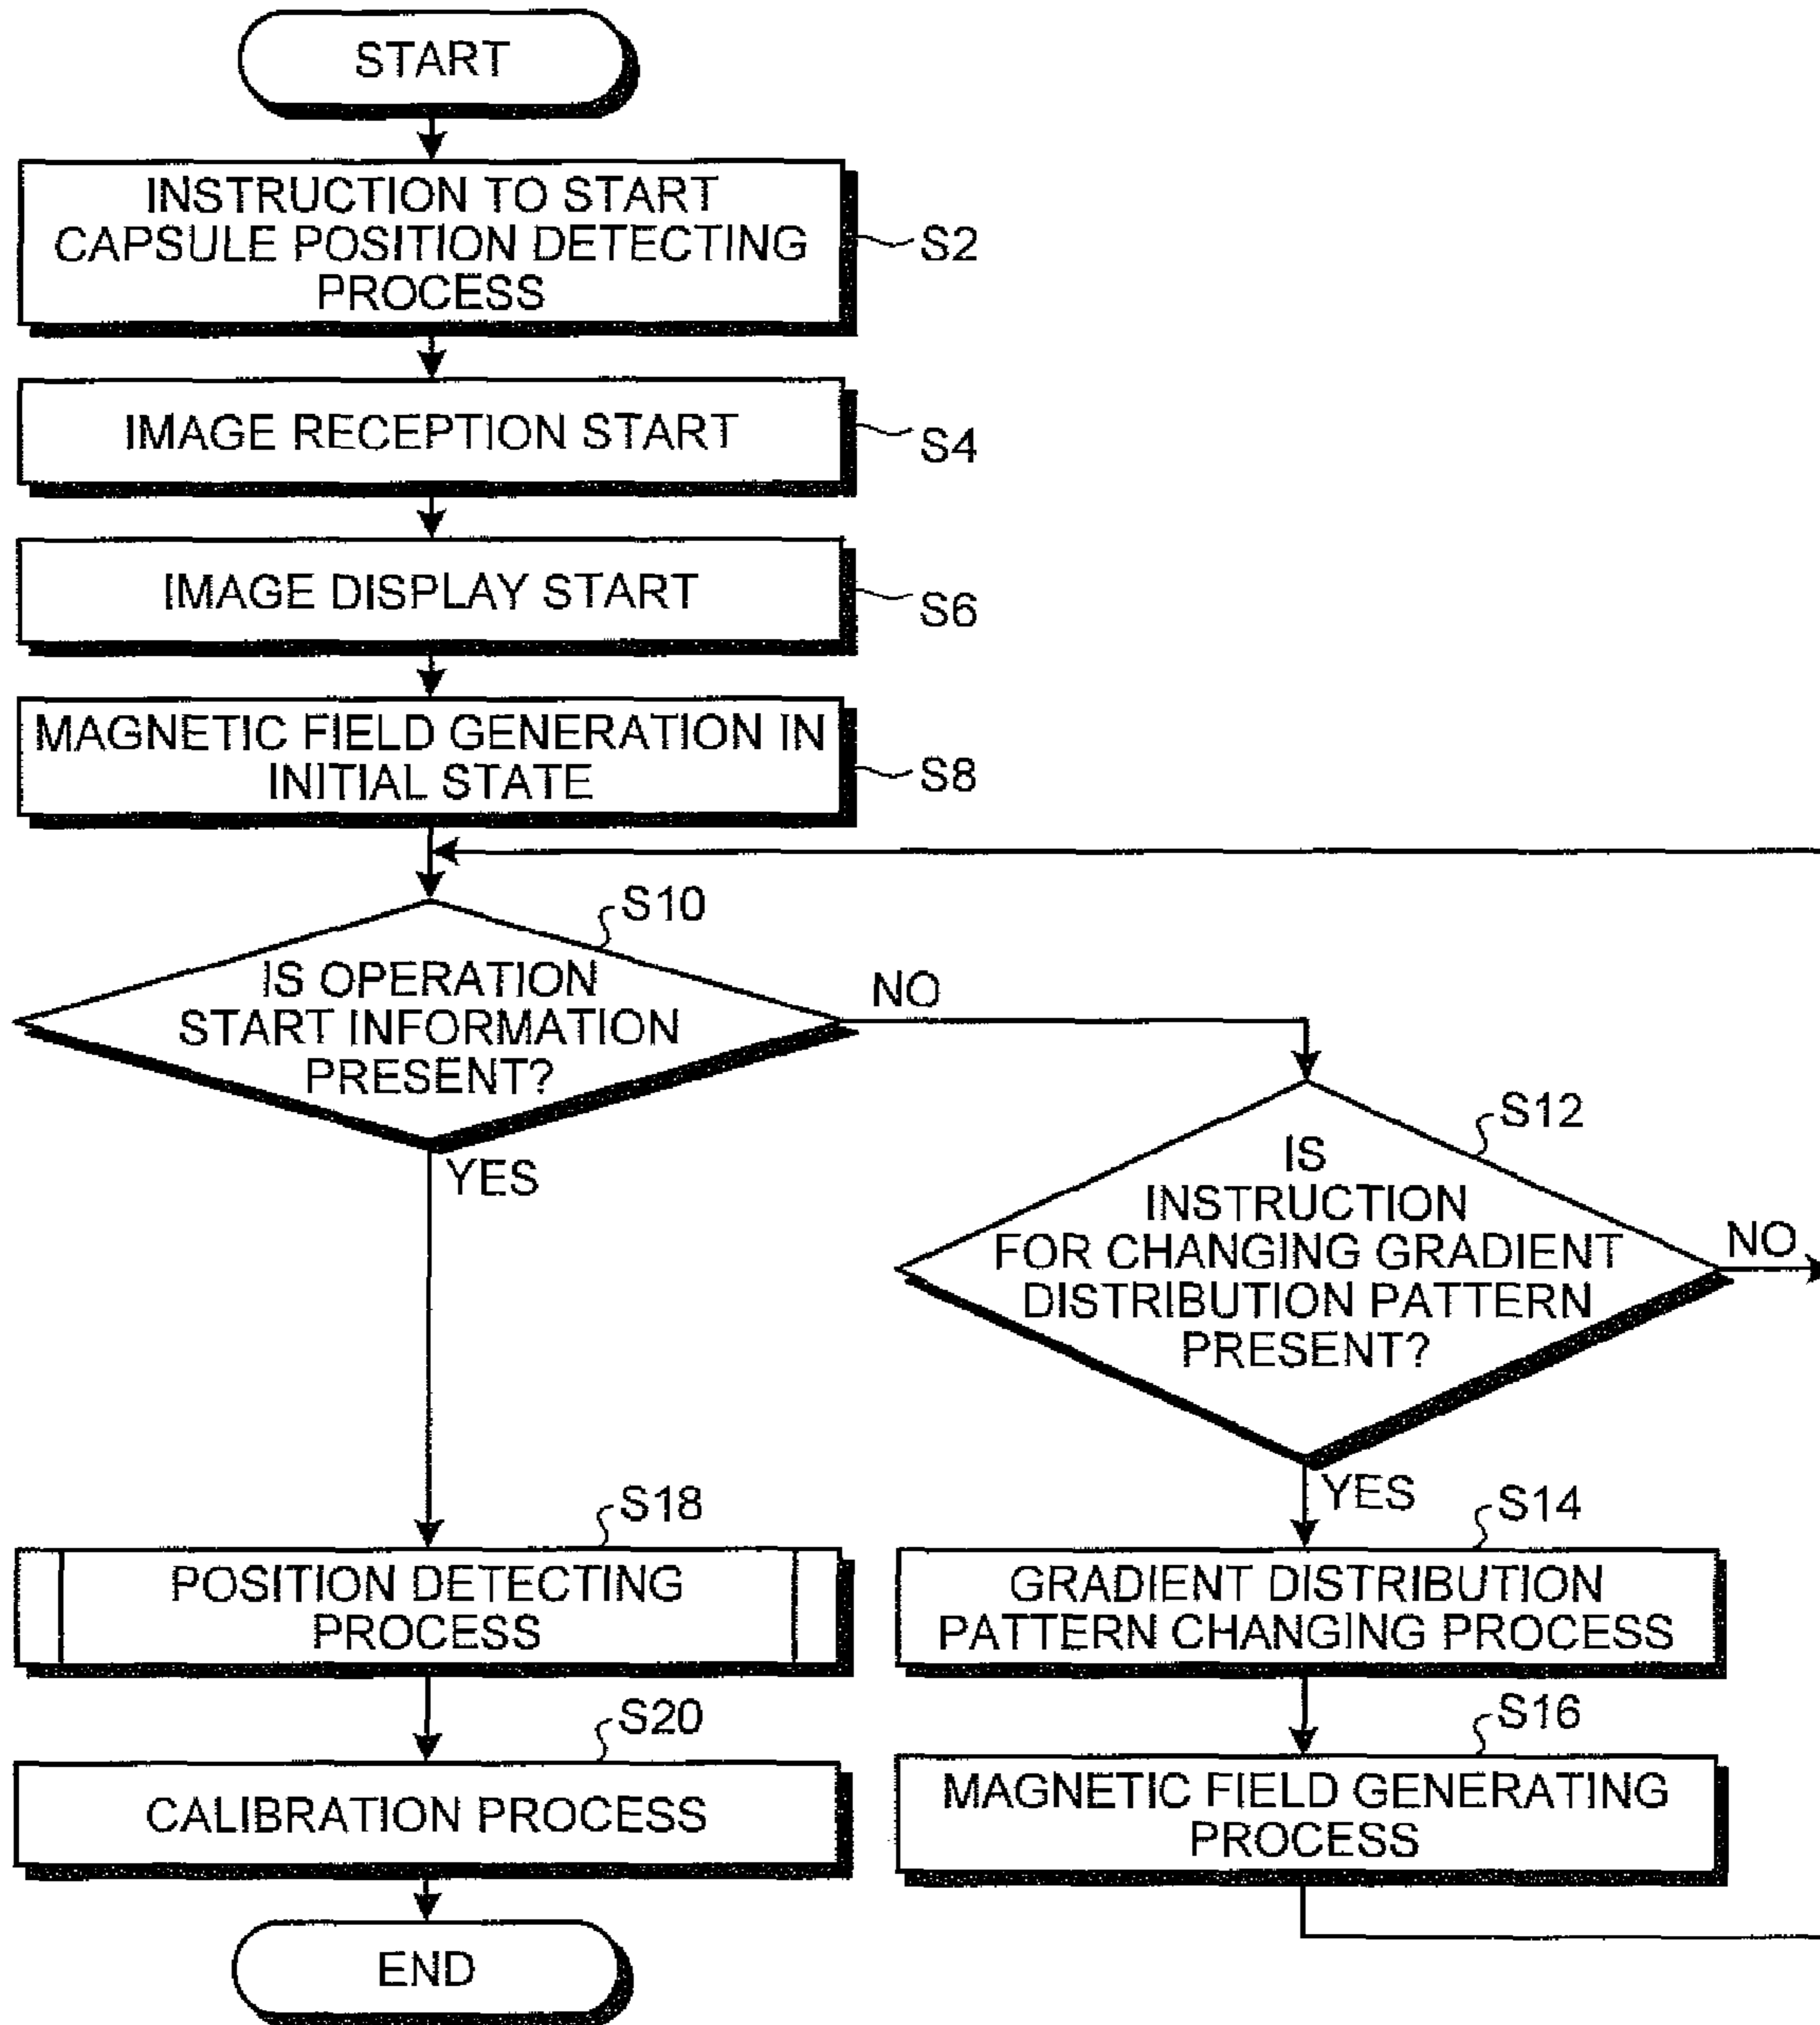 START
INSTRUCTION TO START
CAPSULE POSITION DETECTING
PROCESS
S2
IMAGE RECEPTION START
S4
IMAGE DISPLAY START
S6
MAGNETIC FIELD GENERATION IN
INITIAL STATE
S8
S10
IS OPERATION
START INFORMATION
PRESENT?
NO
YES
S12
IS
INSTRUCTION
FOR CHANGING GRADIENT
DISTRIBUTION PATTERN
PRESENT?
NO
YES
S18
POSITION DETECTING
PROCESS
S14
GRADIENT DISTRIBUTION
PATTERN CHANGING PROCESS
S20
CALIBRATION PROCESS
S16
MAGNETIC FIELD GENERATING
PROCESS
END